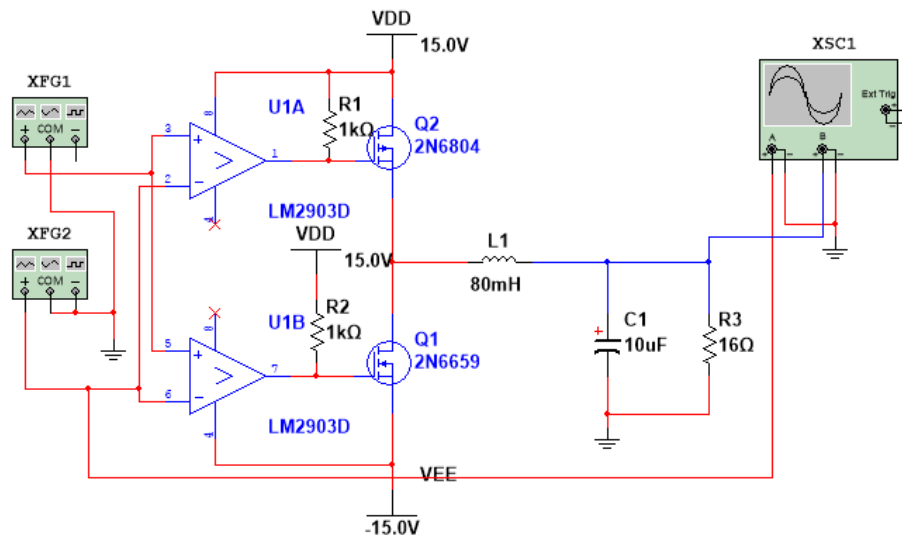 VDD
15.0V
XSC1
XFG1
COM
U1A
R1
1kΩ
Q2
2N6804
Ext Trig
A
B
3
2
8
1
4
LM2903D
XFG2
COM
VDD
15.0V
L1
80mH
R2
1kΩ
U1B
Q1
2N6659
C1
10uF
R3
16Ω
5
6
8
7
4
LM2903D
VEE
-15.0V